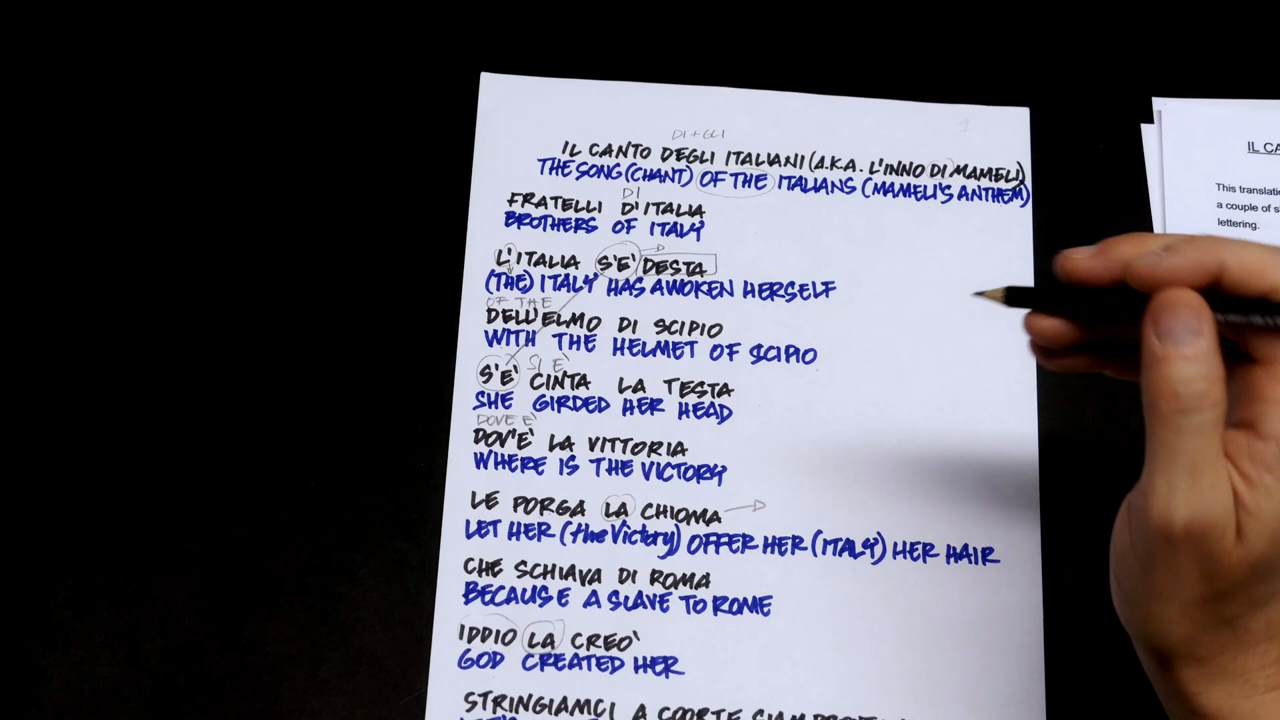 DI + GLI
IL CANTO DEGLI ITALIANI (A.K.A. L'INNO DI MAMELI)
THE SONG (CHANT) OF THE ITALIANS (MAMELI'S ANTHEM)
DI
FRATELLI D'ITALIA
BROTHERS OF ITALY
L'ITALIA S'E' DESTA
(THE) ITALY HAS AWOKEN HERSELF
OF THE
DELL'ELMO DI SCIPIO
WITH THE HELMET OF SCIPIO
SI E'
S'E' CINTA LA TESTA
SHE GIRDED HER HEAD
DOVE E'
DOV'E' LA VITTORIA
WHERE IS THE VICTORY
LE PORGA LA CHIOMA
LET HER (the Victory) OFFER HER (ITALY) HER HAIR
CHE SCHIAVA DI ROMA
BECAUSE A SLAVE TO ROME
IDDIO LA CREO'
GOD CREATED HER
STRINGIAMCI A COORTE
IL CA
This translati
a couple of s
lettering.